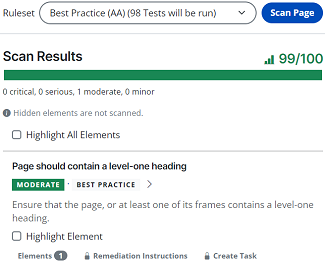 Ruleset Best Practice (AA) (98 Tests will be run) Scan Page
Scan Results 99/100
0 critical, 0 serious, 1 moderate, 0 minor
Hidden elements are not scanned.
Highlight All Elements
Page should contain a level-one heading
MODERATE · BEST PRACTICE
Ensure that the page, or at least one of its frames contains a level-one
heading.
Highlight Element
Elements 1 Remediation Instructions Create Task